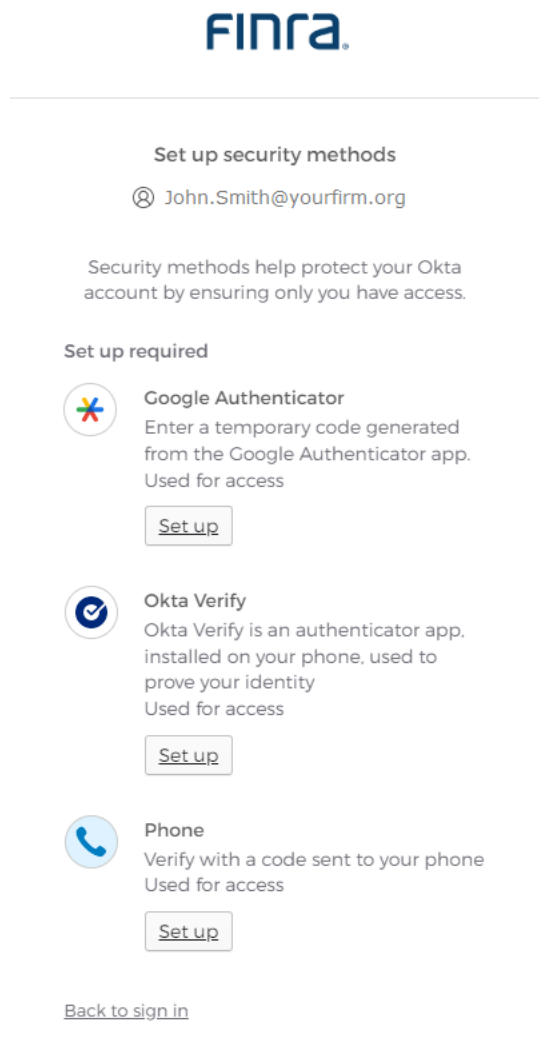 FINRA.
Set up security methods
John.Smith@yourfirm.org
Security methods help protect your Okta
account by ensuring only you have access.
Set up required
Google Authenticator
Enter a temporary code generated
from the Google Authenticator app.
Used for access
Set up
Okta Verify
Okta Verify is an authenticator app,
installed on your phone, used to
prove your identity
Used for access
Set up
Phone
Verify with a code sent to your phone
Used for access
Set up
Back to sign in